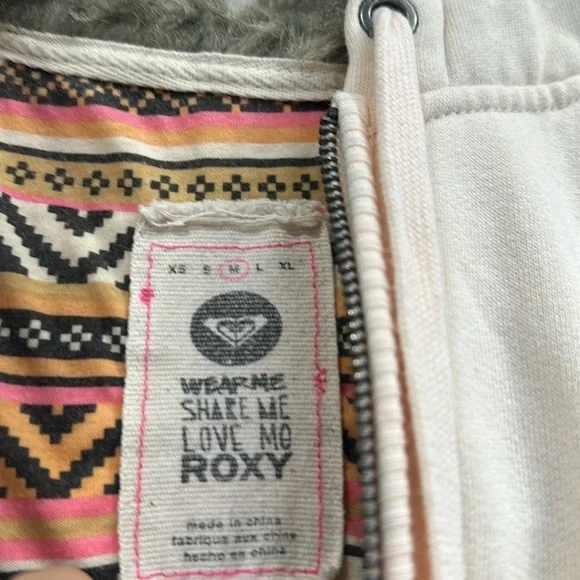 XS S M L XL
WEAR ME
SHARE ME
LOVE ME
ROXY
made in china
fabriqué aux chine
hecho en china